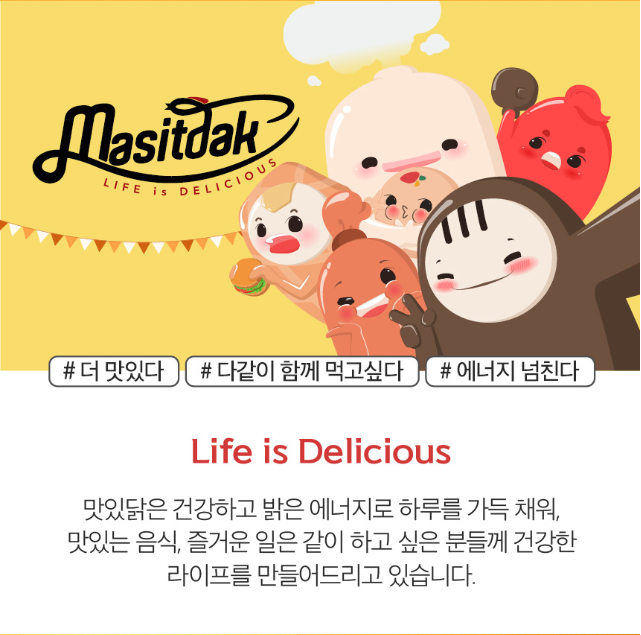 Masitdak
LIFE is DELICIOUS
# 더 맛있다
# 다같이 함께 먹고싶다
# 에너지 넘친다
Life is Delicious
맛있닭은 건강하고 밝은 에너지로 하루를 가득 채워,
맛있는 음식, 즐거운 일은 같이 하고 싶은 분들께 건강한
라이프를 만들어드리고 있습니다.